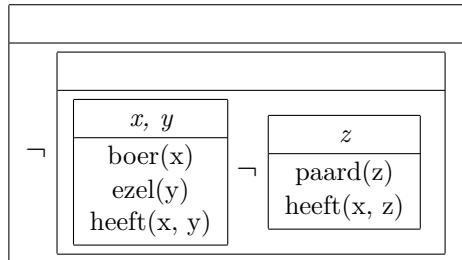 x, y
boer(x)
ezel(y)
heeft(x, y)
¬
¬
z
paard(z)
heeft(x, z)